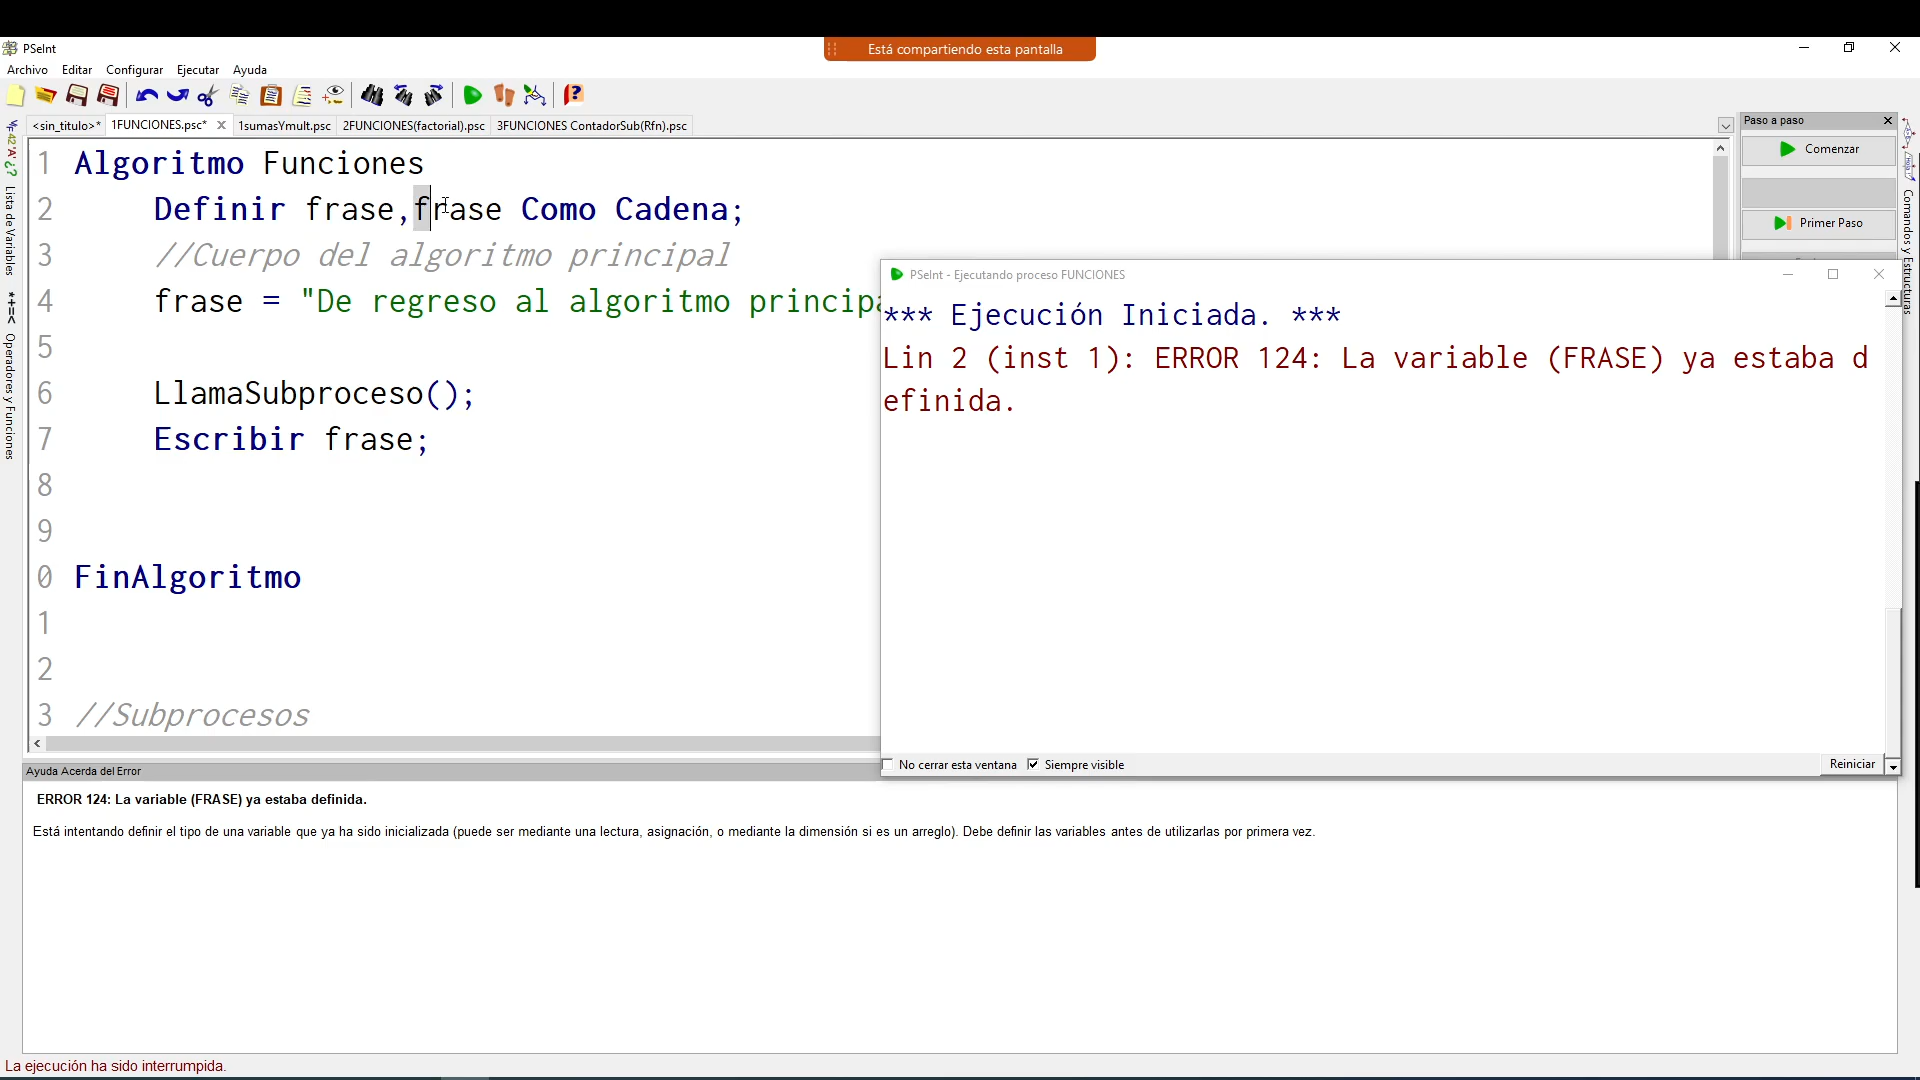 PSeInt
Está compartiendo esta pantalla
Archivo Editar Configurar Ejecutar Ayuda
<sin_titulo>* 1FUNCIONES.psc* 1sumasYmult.psc 2FUNCIONES(factorial).psc 3FUNCIONES ContadorSub(Rfn).psc
Lista de Variables
Operadores y Funciones
1 Algoritmo Funciones
2 Definir frase,frase Como Cadena;
3 //Cuerpo del algoritmo principal
4 frase = "De regreso al algoritmo principa
5
6 LlamaSubproceso();
7 Escribir frase;
8
9
0 FinAlgoritmo
1
2
3 //Subprocesos
Paso a paso
Comenzar
Primer Paso
Comandos y Estructuras
PSeInt - Ejecutando proceso FUNCIONES
*** Ejecución Iniciada. ***
Lin 2 (inst 1): ERROR 124: La variable (FRASE) ya estaba d
efinida.
No cerrar esta ventana Siempre visible Reiniciar
Ayuda Acerda del Error
ERROR 124: La variable (FRASE) ya estaba definida.
Está intentando definir el tipo de una variable que ya ha sido inicializada (puede ser mediante una lectura, asignación, o mediante la dimensión si es un arreglo). Debe definir las variables antes de utilizarlas por primera vez.
La ejecución ha sido interrumpida.